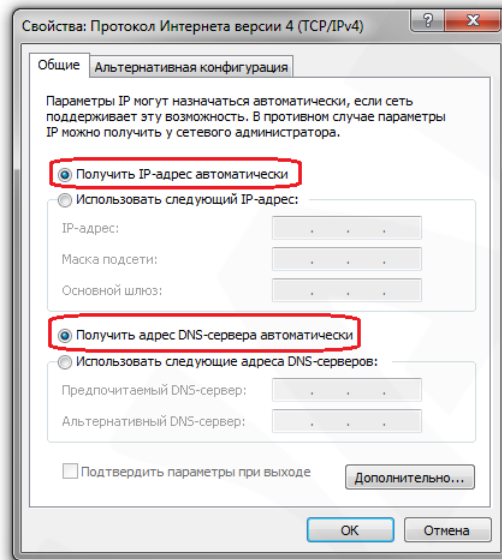 Свойства: Протокол Интернета версии 4 (TCP/IPv4)
?
Общие
Альтернативная конфигурация
Параметры IP могут назначаться автоматически, если сеть
поддерживает эту возможность. В противном случае параметры
IP можно получить у сетевого администратора.
Получить IP-адрес автоматически
Использовать следующий IP-адрес:
IP-адрес:
Маска подсети:
Основной шлюз:
Получить адрес DNS-сервера автоматически
Использовать следующие адреса DNS-серверов:
Предпочитаемый DNS-сервер:
Альтернативный DNS-сервер:
Подтвердить параметры при выходе
Дополнительно...
ОК
Отмена